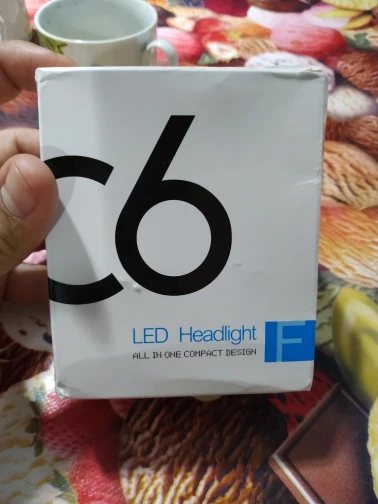 C6
LED Headlight
ALL IN ONE COMPACT DESIGN
F